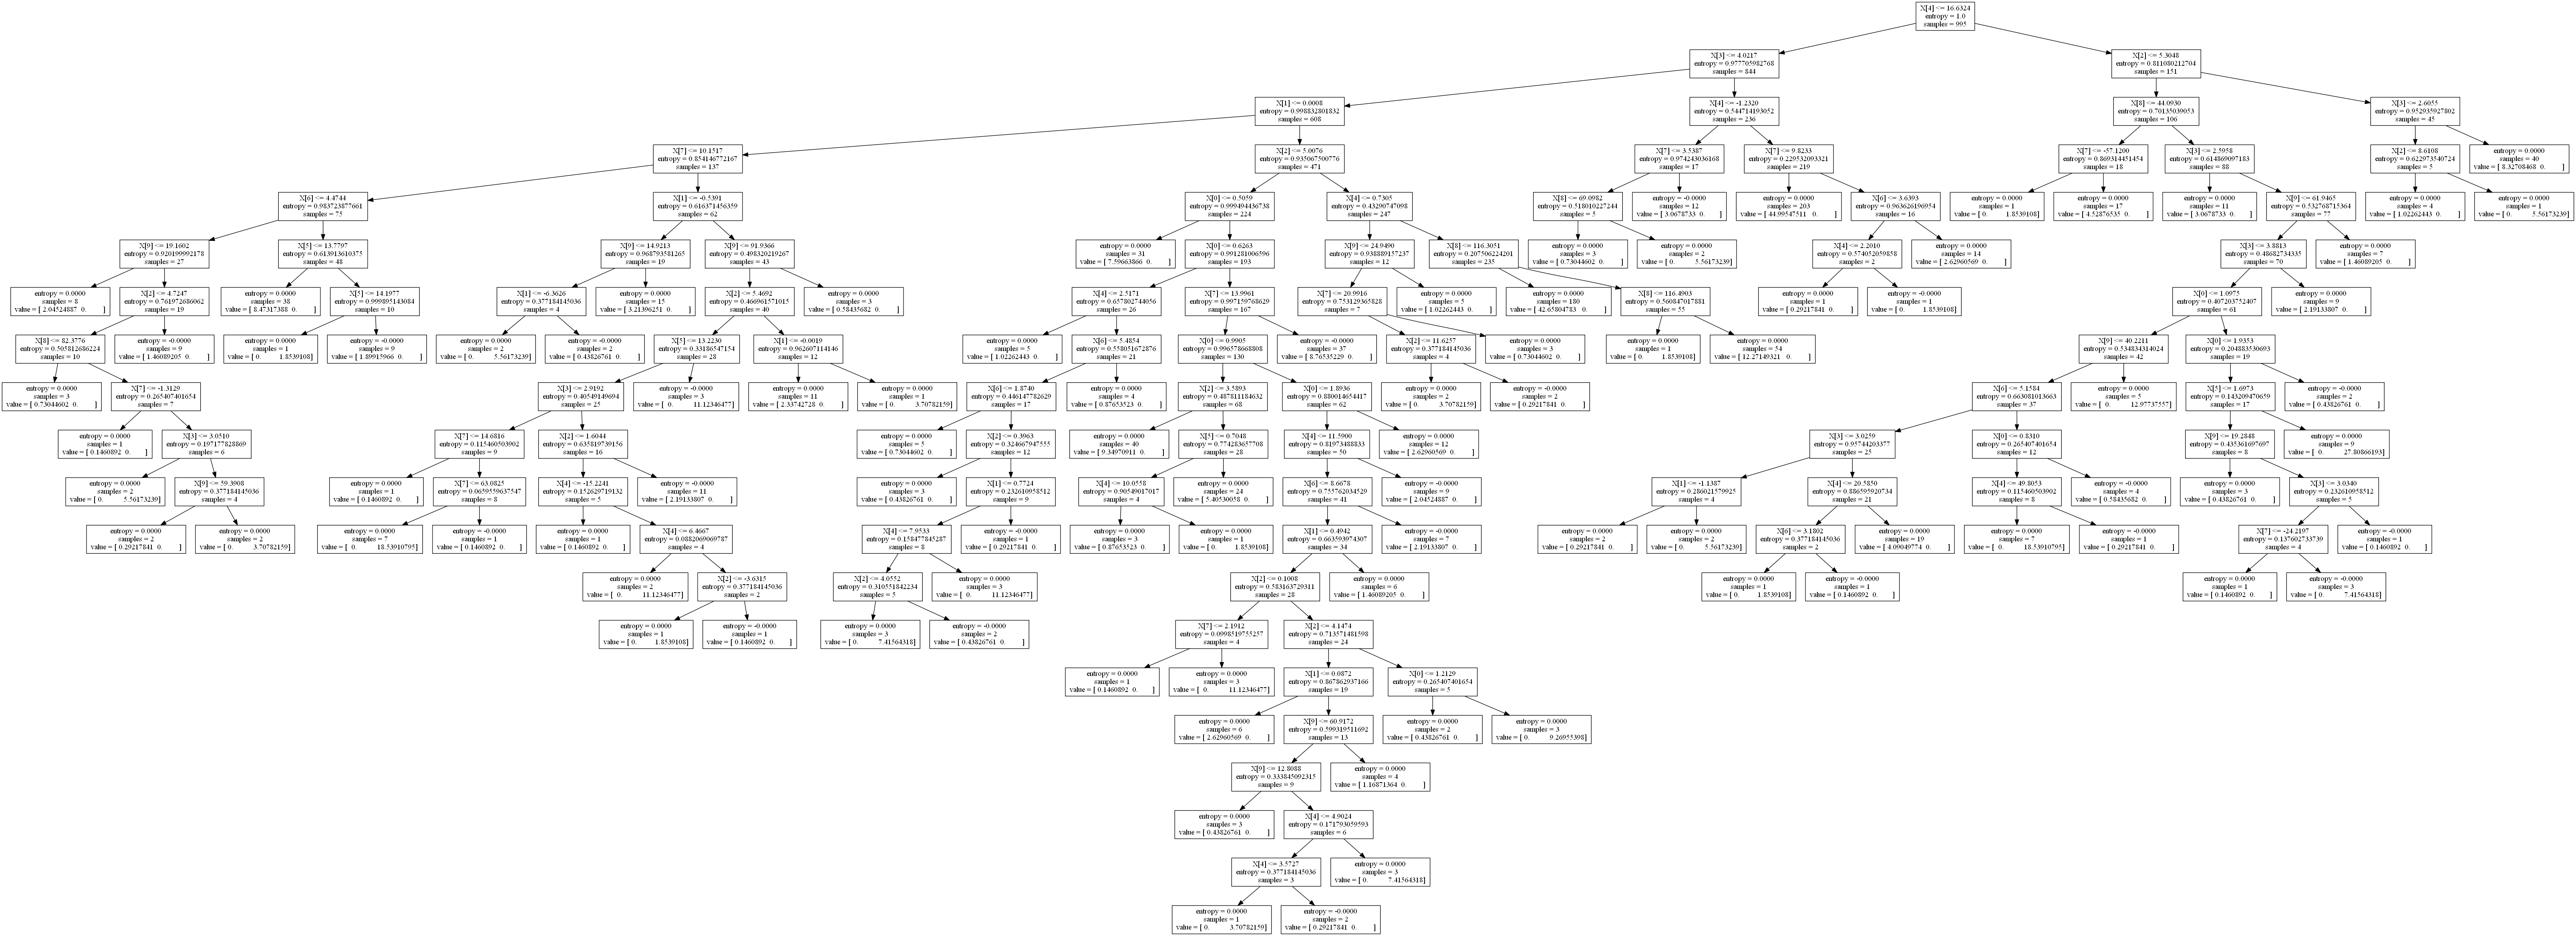 X[4] <= 16.6324
entropy = 1.0
samples = 995
X[3] <= 4.0217
entropy = 0.977705982768
samples = 844
X[2] <= 5.3048
entropy = 0.811080212704
samples = 151
X[1] <= 0.0008
entropy = 0.998832801832
samples = 608
X[4] <= -1.2320
entropy = 0.544714193052
samples = 236
X[8] <= 44.0930
entropy = 0.70135039053
samples = 106
X[3] <= 2.6055
entropy = 0.952935927802
samples = 45
X[7] <= 10.1517
entropy = 0.854146772167
samples = 137
X[2] <= 5.0076
entropy = 0.935067500776
samples = 471
X[7] <= 3.5387
entropy = 0.974243036168
samples = 17
X[7] <= 9.8233
entropy = 0.229532093321
samples = 219
X[7] <= -57.1200
entropy = 0.869314451454
samples = 18
X[3] <= 2.5958
entropy = 0.614869097183
samples = 88
X[2] <= 8.6108
entropy = 0.622973540724
samples = 5
entropy = 0.0000
samples = 40
value = [ 8.32708468 0. ]
X[6] <= 4.4744
entropy = 0.983723877661
samples = 75
X[1] <= -0.5391
entropy = 0.616371456359
samples = 62
X[0] <= 0.5059
entropy = 0.999494436738
samples = 224
X[4] <= 0.7305
entropy = 0.43290747098
samples = 247
X[8] <= 69.0982
entropy = 0.518010227244
samples = 5
entropy = -0.0000
samples = 12
value = [ 3.0678733 0. ]
entropy = 0.0000
samples = 203
value = [ 44.99547511 0. ]
X[6] <= 3.6393
entropy = 0.963626196954
samples = 16
entropy = 0.0000
samples = 1
value = [ 0. 1.8539108]
entropy = 0.0000
samples = 17
value = [ 4.52876535 0. ]
entropy = 0.0000
samples = 11
value = [ 3.0678733 0. ]
X[9] <= 61.9465
entropy = 0.532768715364
samples = 77
entropy = 0.0000
samples = 4
value = [ 1.02262443 0. ]
entropy = 0.0000
samples = 1
value = [ 0. 5.56173239]
X[9] <= 19.1602
entropy = 0.920199992178
samples = 27
X[5] <= 13.7797
entropy = 0.613913610375
samples = 48
X[9] <= 14.9213
entropy = 0.968793581265
samples = 19
X[9] <= 91.9366
entropy = 0.498320219267
samples = 43
entropy = 0.0000
samples = 31
value = [ 7.59663866 0. ]
X[0] <= 0.6263
entropy = 0.991281006596
samples = 193
X[9] <= 24.9490
entropy = 0.938889157237
samples = 12
X[8] <= 116.3051
entropy = 0.207506224201
samples = 235
entropy = 0.0000
samples = 3
value = [ 0.73044602 0. ]
entropy = 0.0000
samples = 2
value = [ 0. 5.56173239]
X[4] <= 2.2010
entropy = 0.574052059858
samples = 2
entropy = 0.0000
samples = 14
value = [ 2.62960569 0. ]
X[3] <= 3.8813
entropy = 0.48682734335
samples = 70
entropy = 0.0000
samples = 7
value = [ 1.46089205 0. ]
entropy = 0.0000
samples = 8
value = [ 2.04524887 0. ]
X[2] <= 4.7247
entropy = 0.761972686062
samples = 19
entropy = 0.0000
samples = 38
value = [ 8.47317388 0. ]
X[5] <= 14.1977
entropy = 0.999895143084
samples = 10
X[1] <= -6.3626
entropy = 0.377184145036
samples = 4
entropy = 0.0000
samples = 15
value = [ 3.21396251 0. ]
X[2] <= 5.4692
entropy = 0.466961571015
samples = 40
entropy = 0.0000
samples = 3
value = [ 0.58435682 0. ]
X[4] <= 2.5171
entropy = 0.657802744056
samples = 26
X[7] <= 13.9961
entropy = 0.997159768629
samples = 167
X[7] <= 20.9916
entropy = 0.753129365828
samples = 7
entropy = 0.0000
samples = 5
value = [ 1.02262443 0. ]
entropy = 0.0000
samples = 180
value = [ 42.65804783 0. ]
X[8] <= 116.4903
entropy = 0.560847017881
samples = 55
entropy = 0.0000
samples = 1
value = [ 0.29217841 0. ]
entropy = -0.0000
samples = 1
value = [ 0. 1.8539108]
X[0] <= 1.0975
entropy = 0.407203752407
samples = 61
entropy = 0.0000
samples = 9
value = [ 2.19133807 0. ]
X[8] <= 82.3776
entropy = 0.505812686224
samples = 10
entropy = -0.0000
samples = 9
value = [ 1.46089205 0. ]
entropy = 0.0000
samples = 1
value = [ 0. 1.8539108]
entropy = -0.0000
samples = 9
value = [ 1.89915966 0. ]
entropy = 0.0000
samples = 2
value = [ 0. 5.56173239]
entropy = -0.0000
samples = 2
value = [ 0.43826761 0. ]
X[5] <= 13.2230
entropy = 0.33186547154
samples = 28
X[1] <= -0.0019
entropy = 0.962607114146
samples = 12
entropy = 0.0000
samples = 5
value = [ 1.02262443 0. ]
X[6] <= 5.4854
entropy = 0.558051672876
samples = 21
X[0] <= 0.9905
entropy = 0.996578668808
samples = 130
entropy = -0.0000
samples = 37
value = [ 8.76535229 0. ]
X[2] <= 11.6257
entropy = 0.377184145036
samples = 4
entropy = 0.0000
samples = 3
value = [ 0.73044602 0. ]
entropy = 0.0000
samples = 1
value = [ 0. 1.8539108]
entropy = 0.0000
samples = 54
value = [ 12.27149321 0. ]
X[9] <= 40.2211
entropy = 0.534834314024
samples = 42
X[0] <= 1.9353
entropy = 0.204883530693
samples = 19
entropy = 0.0000
samples = 3
value = [ 0.73044602 0. ]
X[7] <= -1.3129
entropy = 0.265407401654
samples = 7
X[3] <= 2.9192
entropy = 0.40549149694
samples = 25
entropy = -0.0000
samples = 3
value = [ 0. 11.12346477]
entropy = 0.0000
samples = 11
value = [ 2.33742728 0. ]
entropy = 0.0000
samples = 1
value = [ 0. 3.70782159]
X[6] <= 1.8740
entropy = 0.446147782629
samples = 17
entropy = 0.0000
samples = 4
value = [ 0.87653523 0. ]
X[2] <= 3.5893
entropy = 0.487811184632
samples = 68
X[0] <= 1.8936
entropy = 0.880014654417
samples = 62
entropy = 0.0000
samples = 2
value = [ 0. 3.70782159]
entropy = -0.0000
samples = 2
value = [ 0.29217841 0. ]
X[6] <= 5.1584
entropy = 0.663081013663
samples = 37
entropy = 0.0000
samples = 5
value = [ 0. 12.97737557]
X[5] <= 1.6973
entropy = 0.143209470659
samples = 17
entropy = -0.0000
samples = 2
value = [ 0.43826761 0. ]
entropy = 0.0000
samples = 1
value = [ 0.1460892 0. ]
X[3] <= 3.0510
entropy = 0.197177828869
samples = 6
X[7] <= 14.6816
entropy = 0.115460503902
samples = 9
X[2] <= 1.6044
entropy = 0.635819739156
samples = 16
entropy = 0.0000
samples = 5
value = [ 0.73044602 0. ]
X[2] <= 0.3963
entropy = 0.324667947555
samples = 12
entropy = 0.0000
samples = 40
value = [ 9.34970911 0. ]
X[5] <= 0.7048
entropy = 0.774283657708
samples = 28
X[4] <= 11.5900
entropy = 0.81973488833
samples = 50
entropy = 0.0000
samples = 12
value = [ 2.62960569 0. ]
X[3] <= 3.0259
entropy = 0.95744203377
samples = 25
X[0] <= 0.8310
entropy = 0.265407401654
samples = 12
X[9] <= 19.2848
entropy = 0.435361697697
samples = 8
entropy = 0.0000
samples = 9
value = [ 0. 27.80866193]
entropy = 0.0000
samples = 2
value = [ 0. 5.56173239]
X[9] <= 59.3908
entropy = 0.377184145036
samples = 4
entropy = 0.0000
samples = 1
value = [ 0.1460892 0. ]
X[7] <= 63.0825
entropy = 0.0659559637547
samples = 8
X[4] <= -15.2241
entropy = 0.152629719132
samples = 5
entropy = -0.0000
samples = 11
value = [ 2.19133807 0. ]
entropy = 0.0000
samples = 3
value = [ 0.43826761 0. ]
X[1] <= 0.7724
entropy = 0.232610958512
samples = 9
X[4] <= 10.0558
entropy = 0.90549017017
samples = 4
entropy = 0.0000
samples = 24
value = [ 5.40530058 0. ]
X[6] <= 8.6678
entropy = 0.755762034529
samples = 41
entropy = -0.0000
samples = 9
value = [ 2.04524887 0. ]
X[1] <= -1.1387
entropy = 0.286021579925
samples = 4
X[4] <= 20.5850
entropy = 0.886595920734
samples = 21
X[4] <= 49.8053
entropy = 0.115460503902
samples = 8
entropy = -0.0000
samples = 4
value = [ 0.58435682 0. ]
entropy = 0.0000
samples = 3
value = [ 0.43826761 0. ]
X[3] <= 3.0340
entropy = 0.232610958512
samples = 5
entropy = 0.0000
samples = 2
value = [ 0.29217841 0. ]
entropy = 0.0000
samples = 2
value = [ 0. 3.70782159]
entropy = 0.0000
samples = 7
value = [ 0. 18.53910795]
entropy = -0.0000
samples = 1
value = [ 0.1460892 0. ]
entropy = 0.0000
samples = 1
value = [ 0.1460892 0. ]
X[4] <= 6.4667
entropy = 0.0882069069787
samples = 4
X[4] <= 7.9533
entropy = 0.158477845287
samples = 8
entropy = -0.0000
samples = 1
value = [ 0.29217841 0. ]
entropy = 0.0000
samples = 3
value = [ 0.87653523 0. ]
entropy = 0.0000
samples = 1
value = [ 0. 1.8539108]
X[1] <= 0.4942
entropy = 0.663593974307
samples = 34
entropy = -0.0000
samples = 7
value = [ 2.19133807 0. ]
entropy = 0.0000
samples = 2
value = [ 0.29217841 0. ]
entropy = 0.0000
samples = 2
value = [ 0. 5.56173239]
X[6] <= 3.1802
entropy = 0.377184145036
samples = 2
entropy = 0.0000
samples = 19
value = [ 4.09049774 0. ]
entropy = 0.0000
samples = 7
value = [ 0. 18.53910795]
entropy = -0.0000
samples = 1
value = [ 0.29217841 0. ]
X[7] <= -24.2197
entropy = 0.137602733739
samples = 4
entropy = -0.0000
samples = 1
value = [ 0.1460892 0. ]
entropy = 0.0000
samples = 2
value = [ 0. 11.12346477]
X[2] <= -3.6315
entropy = 0.377184145036
samples = 2
X[2] <= 4.0552
entropy = 0.310551842234
samples = 5
entropy = 0.0000
samples = 3
value = [ 0. 11.12346477]
X[2] <= 0.1008
entropy = 0.583163729311
samples = 28
entropy = 0.0000
samples = 6
value = [ 1.46089205 0. ]
entropy = 0.0000
samples = 1
value = [ 0. 1.8539108]
entropy = -0.0000
samples = 1
value = [ 0.1460892 0. ]
entropy = 0.0000
samples = 1
value = [ 0.1460892 0. ]
entropy = -0.0000
samples = 3
value = [ 0. 7.41564318]
entropy = 0.0000
samples = 1
value = [ 0. 1.8539108]
entropy = -0.0000
samples = 1
value = [ 0.1460892 0. ]
entropy = 0.0000
samples = 3
value = [ 0. 7.41564318]
entropy = -0.0000
samples = 2
value = [ 0.43826761 0. ]
X[7] <= 2.1912
entropy = 0.0998519755257
samples = 4
X[2] <= 4.1474
entropy = 0.713571481598
samples = 24
entropy = 0.0000
samples = 1
value = [ 0.1460892 0. ]
entropy = 0.0000
samples = 3
value = [ 0. 11.12346477]
X[1] <= 0.0872
entropy = 0.867862937166
samples = 19
X[0] <= 1.2129
entropy = 0.265407401654
samples = 5
entropy = 0.0000
samples = 6
value = [ 2.62960569 0. ]
X[9] <= 60.9172
entropy = 0.599319511692
samples = 13
entropy = 0.0000
samples = 2
value = [ 0.43826761 0. ]
entropy = 0.0000
samples = 3
value = [ 0. 9.26955398]
X[9] <= 12.8088
entropy = 0.333845092315
samples = 9
entropy = 0.0000
samples = 4
value = [ 1.16871364 0. ]
entropy = 0.0000
samples = 3
value = [ 0.43826761 0. ]
X[4] <= 4.9024
entropy = 0.171793059593
samples = 6
X[4] <= 3.5727
entropy = 0.377184145036
samples = 3
entropy = 0.0000
samples = 3
value = [ 0. 7.41564318]
entropy = 0.0000
samples = 1
value = [ 0. 3.70782159]
entropy = -0.0000
samples = 2
value = [ 0.29217841 0. ]